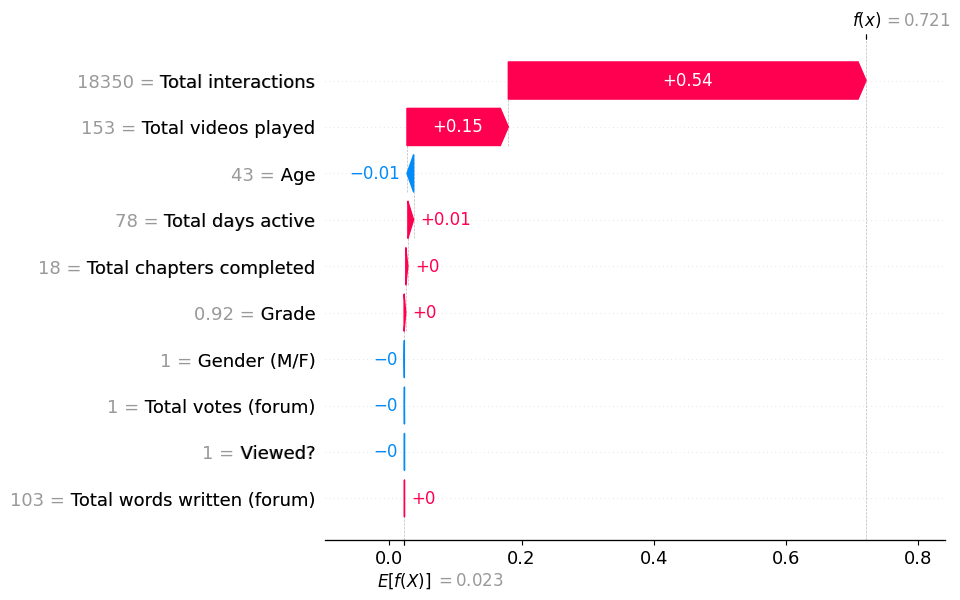 f(x) = 0.721
18350 = Total interactions +0.54
153 = Total videos played +0.15
43 = Age −0.01
78 = Total days active +0.01
18 = Total chapters completed +0
0.92 = Grade +0
1 = Gender (M/F) −0
1 = Total votes (forum) −0
1 = Viewed? −0
103 = Total words written (forum) +0
0.0 0.2 0.4 0.6 0.8
E[f(X)] = 0.023